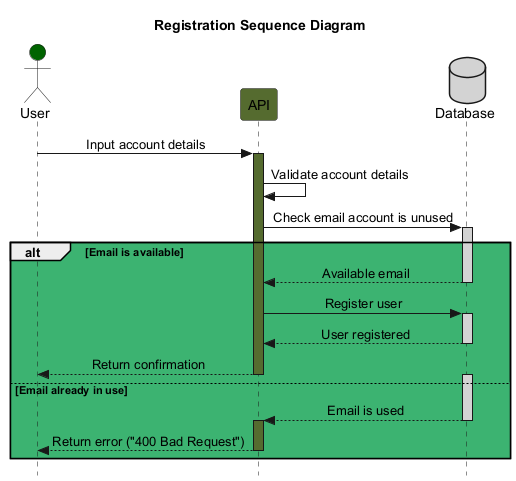 Registration Sequence Diagram
User
API
Database
Input account details
Validate account details
Check email account is unused
alt
[Email is available]
Available email
Register user
User registered
Return confirmation
[Email already in use]
Email is used
Return error ("400 Bad Request")